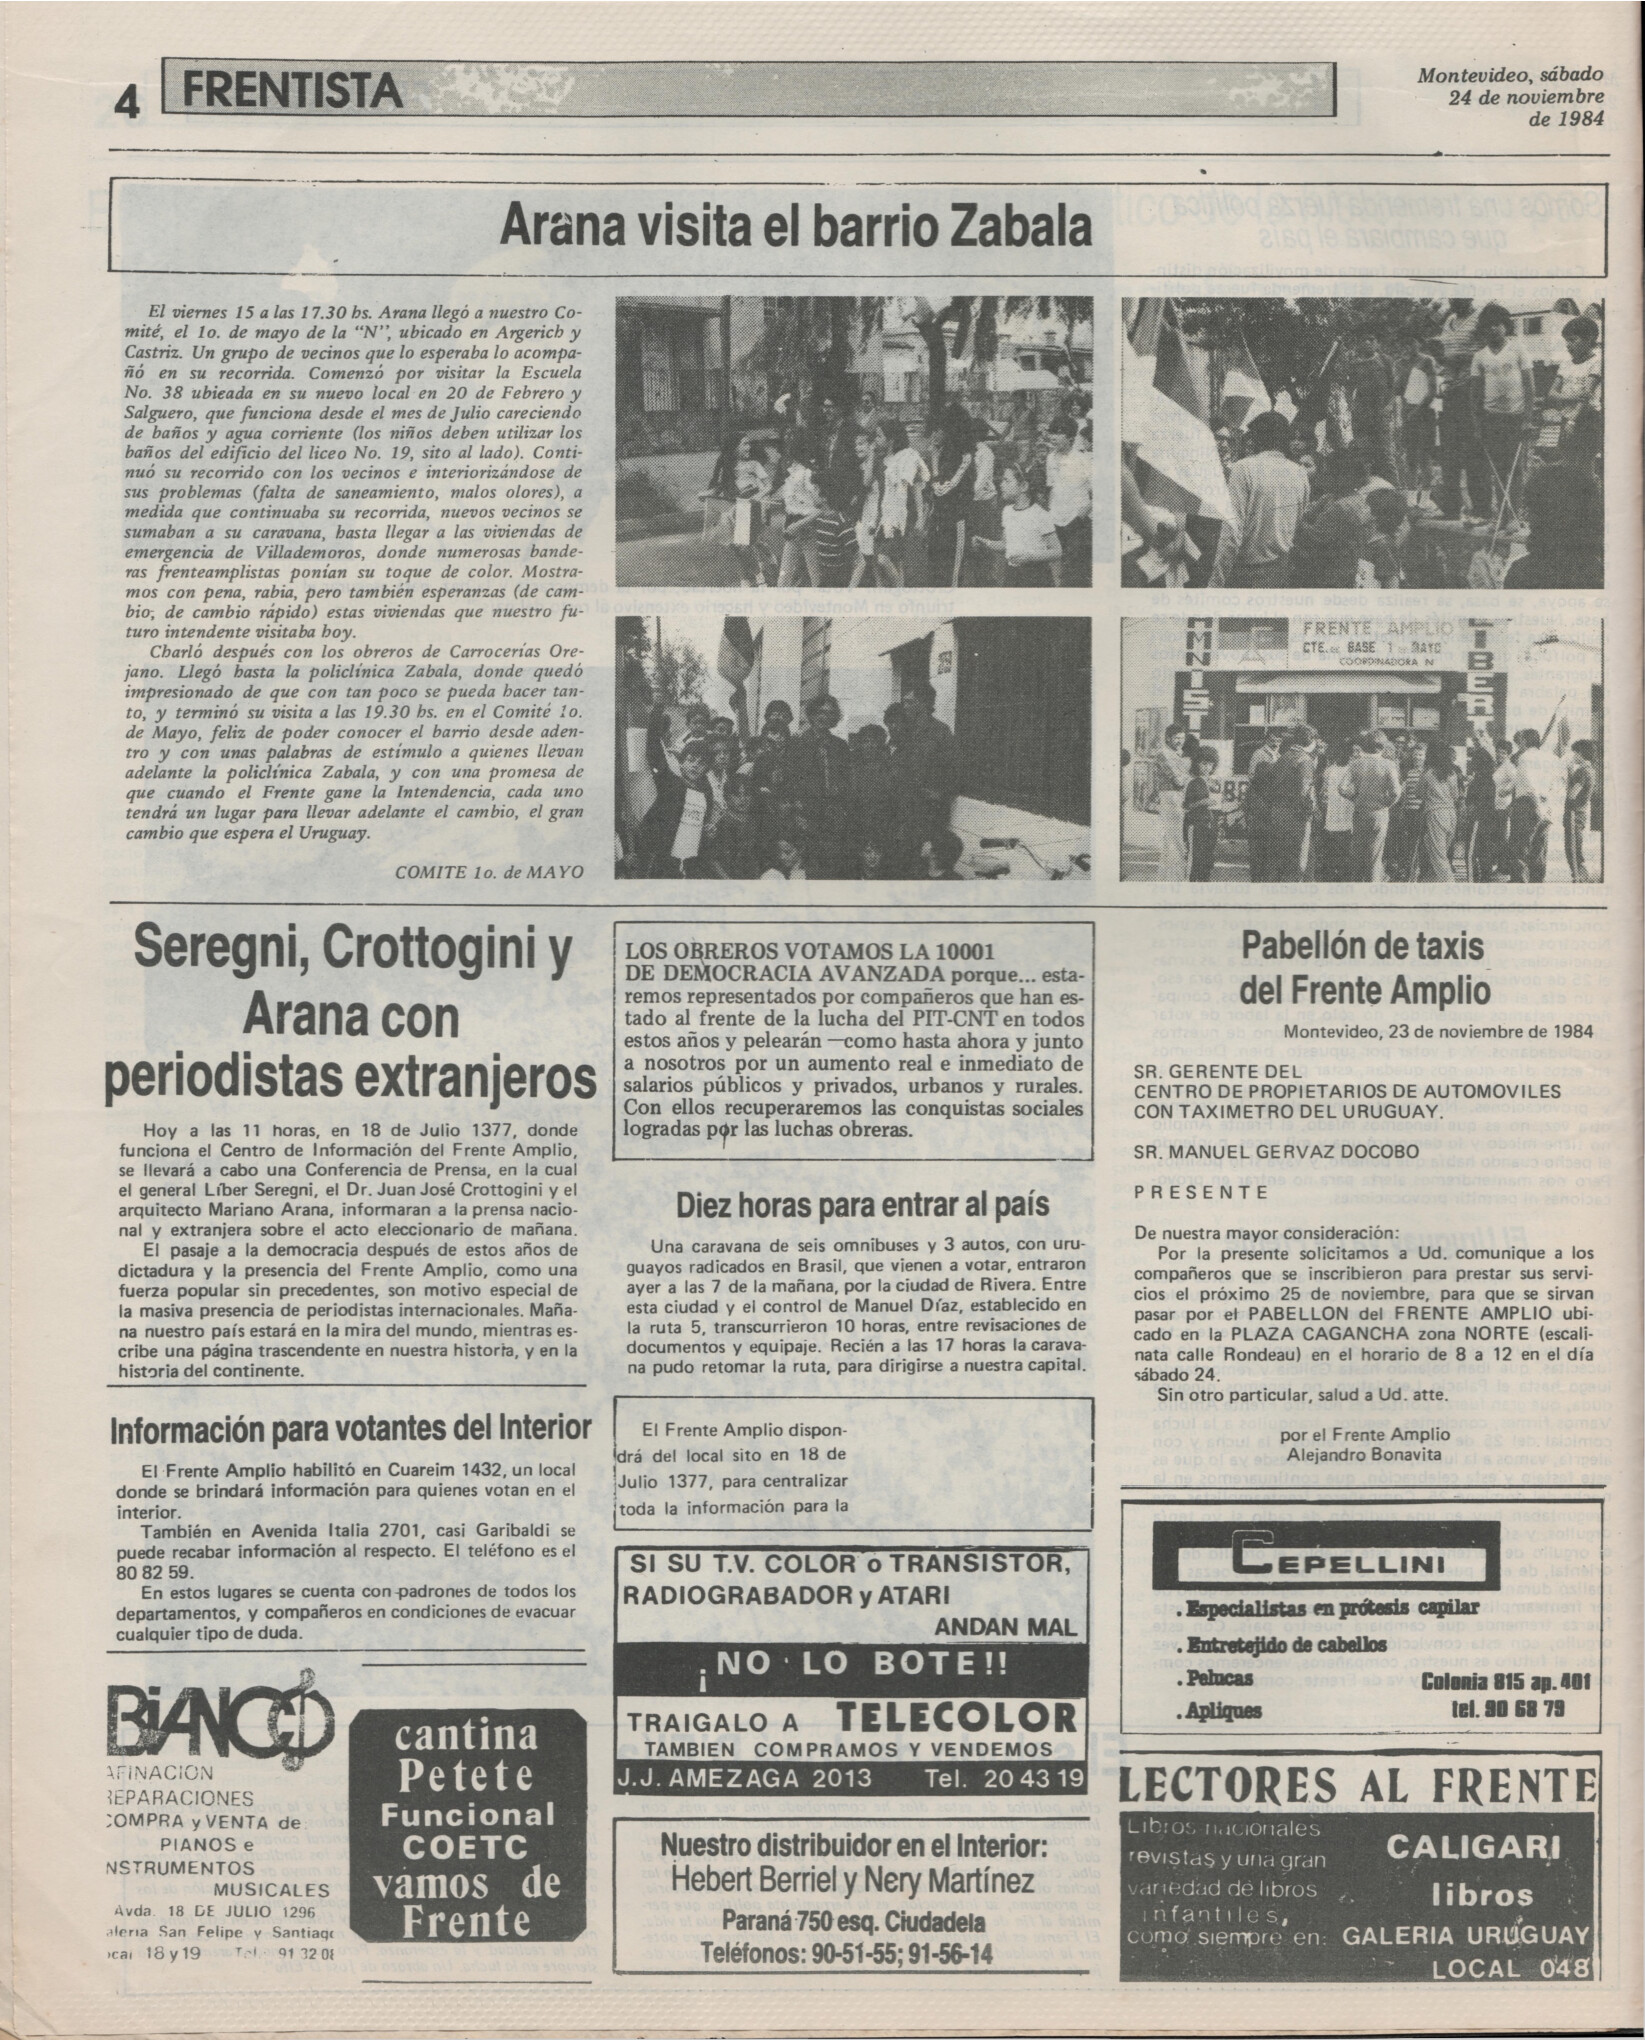 4
FRENTISTA
Montevideo, sábado
24 de noviembre
de 1984
Arana visita el barrio Zabala
El viernes 15 a las 17.30 hs. Arana llegó a nuestro Co-
mité, el 1o. de mayo de la "N", ubicado en Argerich y
Castriz. Un grupo de vecinos que lo esperaba lo acompa-
ñó en su recorrida. Comenzó por visitar la Escuela
No. 38 ubieada en su nuevo local en 20 de Febrero y
Salguero, que funciona desde el mes de Julio careciendo
de baños y agua corriente (los niños deben utilizar los
baños del edificio del liceo No. 19, sito al lado). Conti-
nuó su recorrido con los vecinos e interiorizándose de
sus problemas (falta de saneamiento, malos olores), a
medida que continuaba su recorrida, nuevos vecinos se
sumaban a su caravana, hasta llegar a las viviendas de
emergencia de Villademoros, donde numerosas bande-
ras frenteamplistas ponían su toque de color. Mostra-
mos con pena, rabia, pero también esperanzas (de cam-
bio, de cambio rápido) estas viviendas que nuestro fu-
turo intendente visitaba hoy.
Charló después con los obreros de Carrocerías Ore-
jano. Llegó hasta la policlínica Zabala, donde quedó
impresionado de que con tan poco se pueda hacer tan-
to, y terminó su visita a las 19.30 hs. en el Comité 1o.
de Mayo, feliz de poder conocer el barrio desde aden-
tro y con unas palabras de estímulo a quienes llevan
adelante la policlínica Zabala, y con una promesa de
que cuando el Frente gane la Intendencia, cada uno
tendrá un lugar para llevar adelante el cambio, el gran
cambio que espera el Uruguay.
COMITE 1o. de MAYO
FRENTE AMPLIO
CTE. DE BASE 1 DE MAYO
COORDINADORA N
Seregni, Crottogini y
Arana con
periodistas extranjeros
Hoy a las 11 horas, en 18 de Julio 1377, donde
funciona el Centro de Información del Frente Amplio,
se llevará a cabo una Conferencia de Prensa, en la cual
el general Líber Seregni, el Dr. Juan José Crottogini y el
arquitecto Mariano Arana, informaran a la prensa nacio-
nal y extranjera sobre el acto eleccionario de mañana.
El pasaje a la democracia después de estos años de
dictadura y la presencia del Frente Amplio, como una
fuerza popular sin precedentes, son motivo especial de
la masiva presencia de periodistas internacionales. Maña-
na nuestro país estará en la mira del mundo, mientras es-
cribe una página trascendente en nuestra historia, y en la
historia del continente.
Información para votantes del Interior
El Frente Amplio habilitó en Cuareim 1432, un local
donde se brindará información para quienes votan en el
interior.
También en Avenida Italia 2701, casi Garibaldi se
puede recabar información al respecto. El teléfono es el
80 82 59.
En estos lugares se cuenta con padrones de todos los
departamentos, y compañeros en condiciones de evacuar
cualquier tipo de duda.
BIANCO
AFINACION
REPARACIONES
COMPRA y VENTA de
PIANOS e
INSTRUMENTOS
MUSICALES
Avda. 18 DE JULIO 1296
aleria San Felipe y Santiago
ocal 18 y 19 Tel. 91 32 08
cantina
Petete
Funcional
COETC
vamos de
Frente
LOS OBREROS VOTAMOS LA 10001
DE DEMOCRACIA AVANZADA porque... esta-
remos representados por compañeros que han es-
tado al frente de la lucha del PIT-CNT en todos
estos años y pelearán —como hasta ahora y junto
a nosotros por un aumento real e inmediato de
salarios públicos y privados, urbanos y rurales.
Con ellos recuperaremos las conquistas sociales
logradas por las luchas obreras.
Diez horas para entrar al país
Una caravana de seis omnibuses y 3 autos, con uru-
guayos radicados en Brasil, que vienen a votar, entraron
ayer a las 7 de la mañana, por la ciudad de Rivera. Entre
esta ciudad y el control de Manuel Díaz, establecido en
la ruta 5, transcurrieron 10 horas, entre revisaciones de
documentos y equipaje. Recién a las 17 horas la carava-
na pudo retomar la ruta, para dirigirse a nuestra capital.
El Frente Amplio dispon-
drá del local sito en 18 de
Julio 1377, para centralizar
toda la información para la
SI SU T.V. COLOR o TRANSISTOR,
RADIOGRABADOR y ATARI
ANDAN MAL
¡NO LO BOTE!!
TRAIGALO A TELECOLOR
TAMBIEN COMPRAMOS Y VENDEMOS
J.J. AMEZAGA 2013 Tel. 20 43 19
Nuestro distribuidor en el Interior:
Hebert Berriel y Nery Martínez
Paraná 750 esq. Ciudadela
Teléfonos: 90-51-55; 91-56-14
Pabellón de taxis
del Frente Amplio
Montevideo, 23 de noviembre de 1984
SR. GERENTE DEL
CENTRO DE PROPIETARIOS DE AUTOMOVILES
CON TAXIMETRO DEL URUGUAY.
SR. MANUEL GERVAZ DOCOBO
PRESENTE
De nuestra mayor consideración:
Por la presente solicitamos a Ud. comunique a los
compañeros que se inscribieron para prestar sus servi-
cios el próximo 25 de noviembre, para que se sirvan
pasar por el PABELLON del FRENTE AMPLIO ubi-
cado en la PLAZA CAGANCHA zona NORTE (escali-
nata calle Rondeau) en el horario de 8 a 12 en el día
sábado 24.
Sin otro particular, salud a Ud. atte.
por el Frente Amplio
Alejandro Bonavita
CEPELLINI
. Especialistas en prótesis capilar
. Entretejido de cabellos
. Pelucas
. Apliques
Colonia 815 ap. 401
tel. 90 68 79
LECTORES AL FRENTE
Libros nacionales
revistas y una gran
variedad de libros
infantiles,
como siempre en:
CALIGARI
libros
GALERIA URUGUAY
LOCAL 048